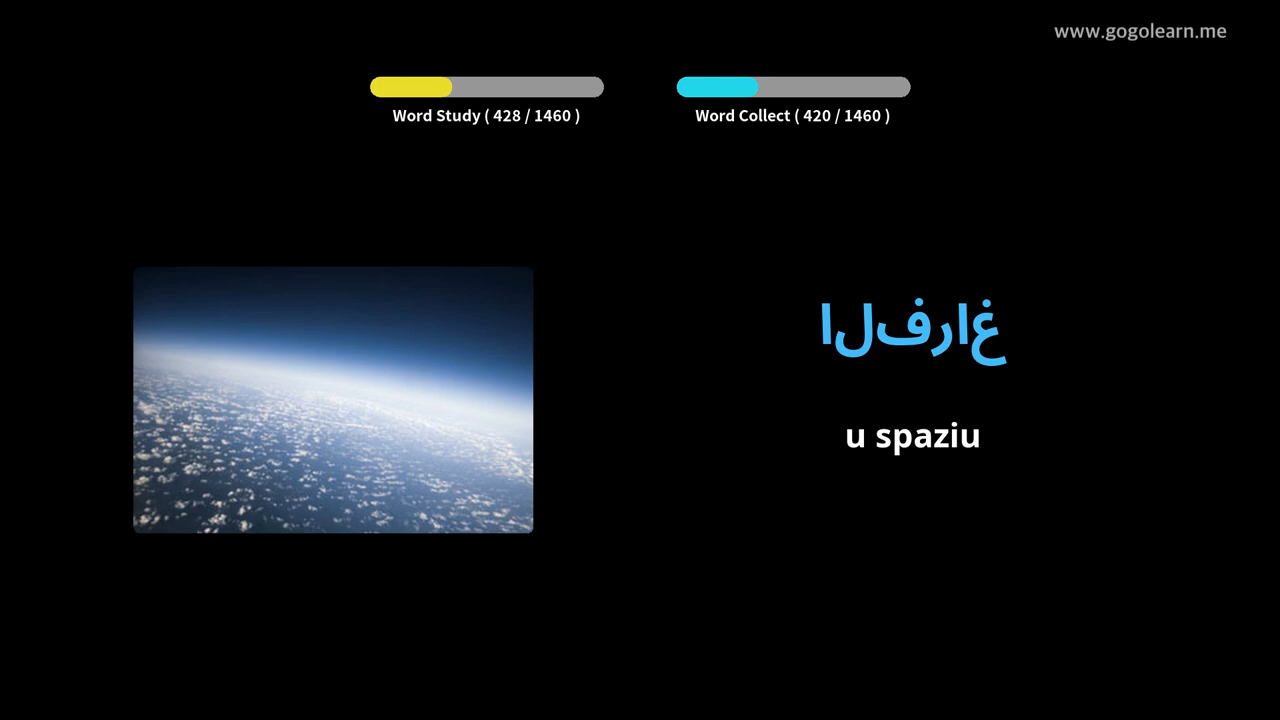 www.gogolearn.me
Word Study ( 428 / 1460 )
Word Collect ( 420 / 1460 )
الفراغ
u spaziu